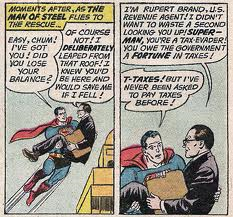 MOMENTS AFTER, AS THE
MAN OF STEEL FLIES TO
THE RESCUE...
EASY, CHUM!
I'VE GOT
YOU! DID
YOU LOSE
YOUR
BALANCE?
OF COURSE
NOT! I
DELIBERATELY
LEAPED FROM
THAT ROOF! I
KNEW YOU'D
BE HERE AND
WOULD SAVE ME
IF I FELL!
I'M RUPERT BRAND, U.S.
REVENUE AGENT! I DIDN'T
WANT TO WASTE A SECOND
LOOKING YOU UP! SUPER-
MAN, YOU'RE A TAX-EVADER!
YOU OWE THE GOVERNMENT
A FORTUNE IN TAXES!
T-TAXES! BUT I'VE
NEVER BEEN ASKED
TO PAY TAXES
BEFORE!